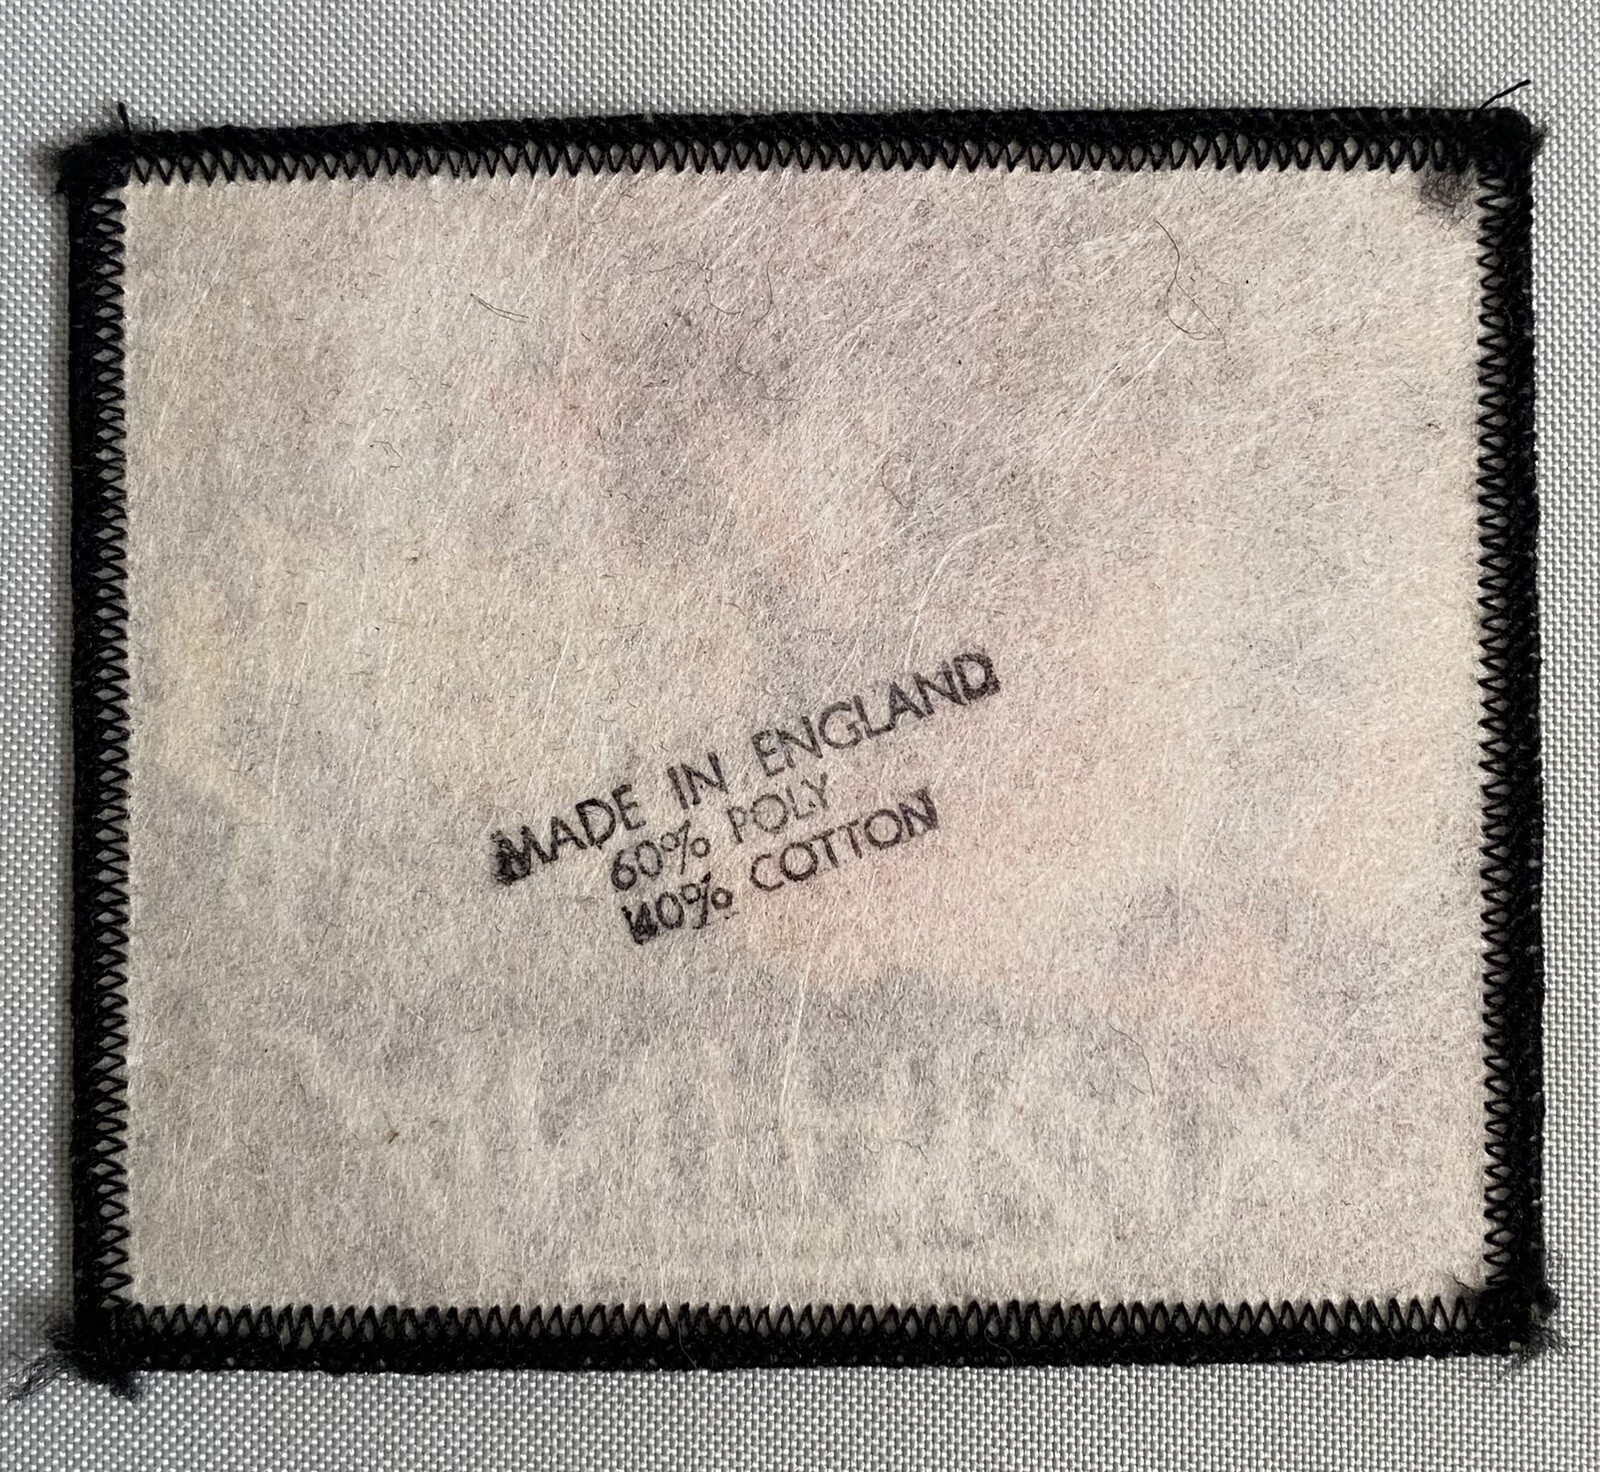 MADE IN ENGLAND
60% POLY
40% COTTON